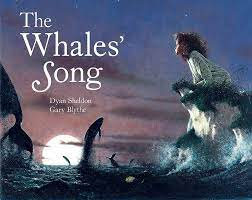 The
Whales'
Song
Dyan Sheldon
Gary Blythe